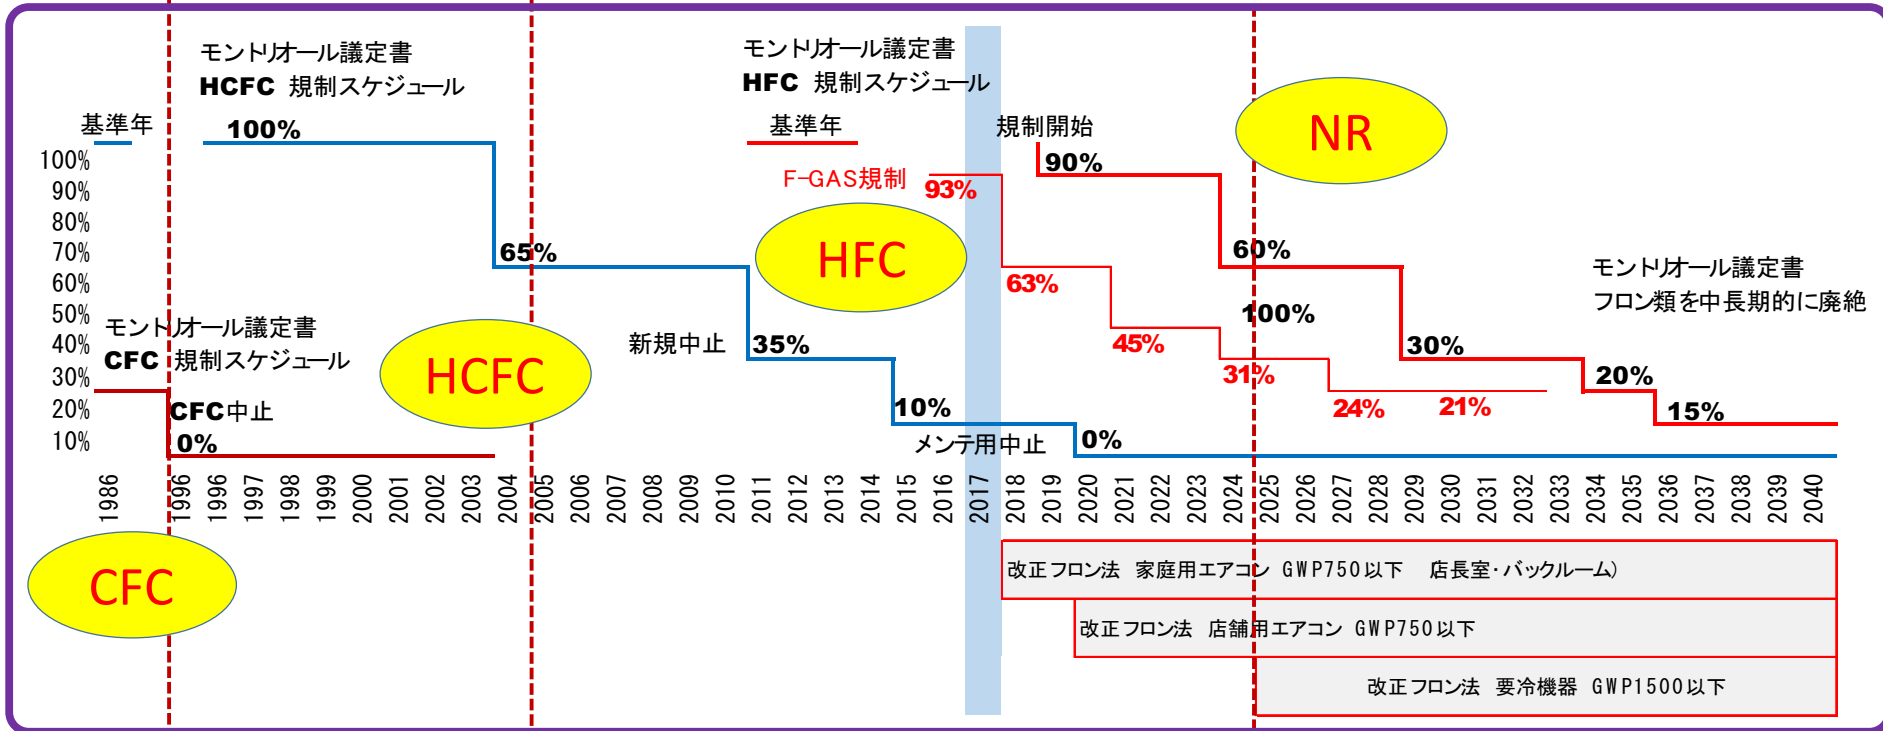 モントリオール議定書
HCFC 規制スケジュール
モントリオール議定書
HFC 規制スケジュール
基準年
100%
基準年
規制開始
NR
100%
90%
80%
70%
60%
50%
40%
30%
20%
10%
90%
F-GAS規制
93%
HFC
65%
60%
63%
モントリオール議定書
フロン類を中長期的に廃絶
100%
モントリオール議定書
CFC 規制スケジュール
新規中止
35%
45%
30%
HCFC
31%
20%
CFC中止
10%
24%
21%
15%
0%
メンテ用中止
0%
1986 1996 1996 1997 1998 1999 2000 2001 2002 2003 2004 2005 2006 2007 2008 2009 2010 2011 2012 2013 2014 2015 2016 2017 2018 2019 2020 2021 2022 2023 2024 2025 2026 2027 2028 2029 2030 2031 2032 2033 2034 2035 2036 2037 2038 2039 2040
CFC
改正フロン法 家庭用エアコン GWP750以下 店長室・バックルーム)
改正フロン法 店舗用エアコン GWP750以下
改正フロン法 要冷機器 GWP1500以下